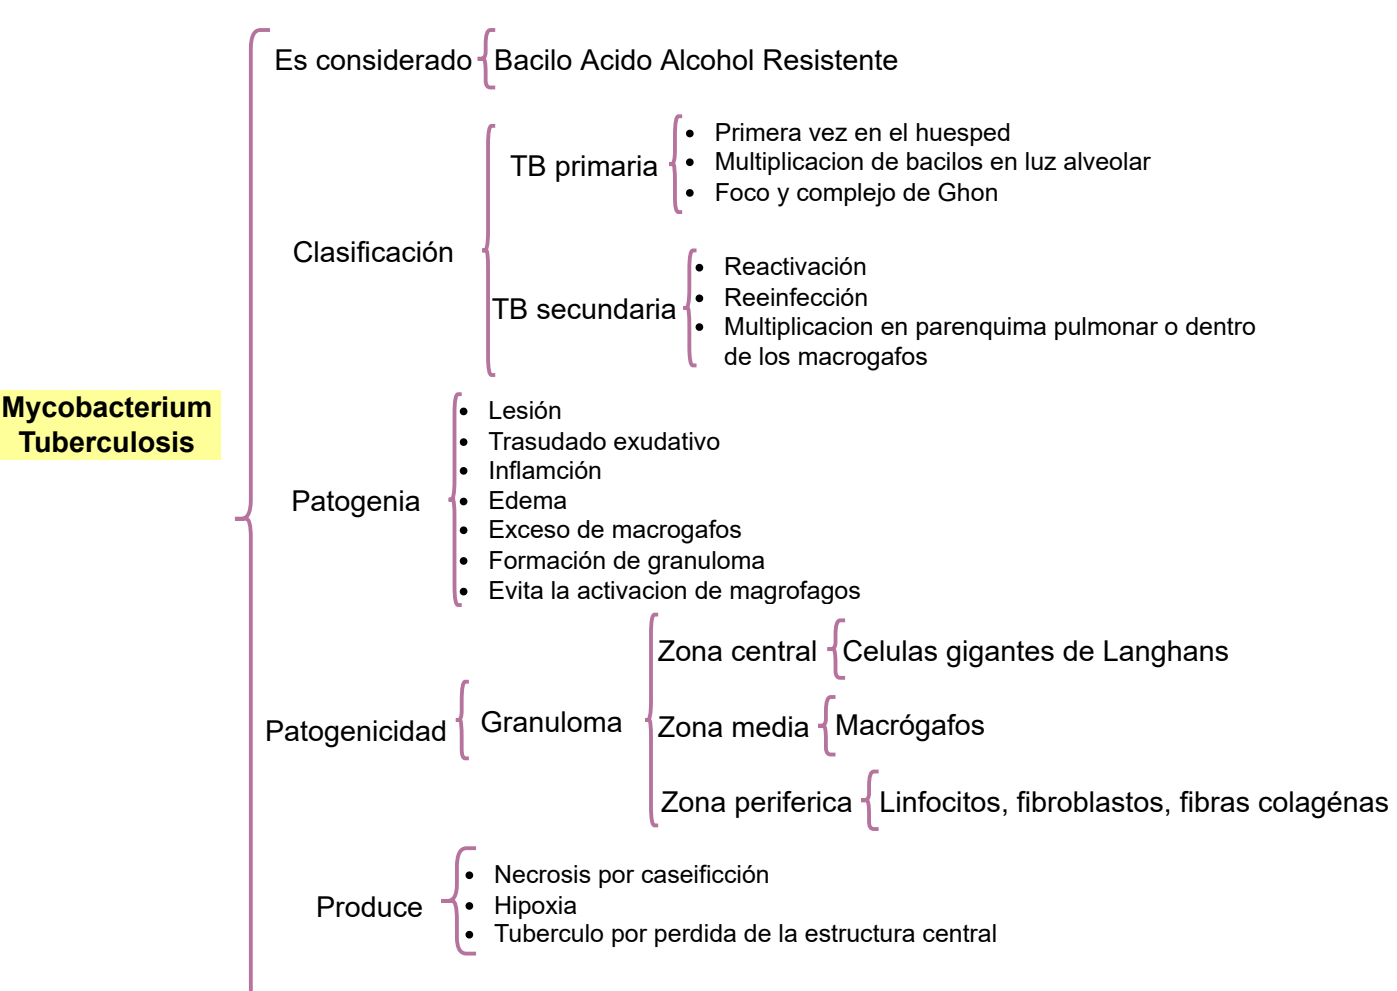 Es considerado
Bacilo Acido Alcohol Resistente
Clasificación
TB primaria
• Primera vez en el huesped
• Multiplicacion de bacilos en luz alveolar
• Foco y complejo de Ghon
TB secundaria
• Reactivación
• Reeinfección
• Multiplicacion en parenquima pulmonar o dentro
de los macrogafos
Mycobacterium
Tuberculosis
Patogenia
• Lesión
• Trasudado exudativo
• Inflamción
• Edema
• Exceso de macrogafos
• Formación de granuloma
• Evita la activacion de magrofagos
Patogenicidad
Granuloma
Zona central
Celulas gigantes de Langhans
Zona media
Macrógafos
Zona periferica
Linfocitos, fibroblastos, fibras colagénas
Produce
• Necrosis por caseificción
• Hipoxia
• Tuberculo por perdida de la estructura central